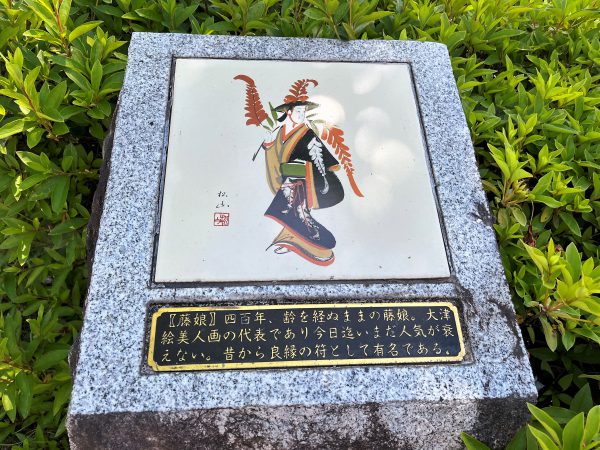 松山
〖藤娘〗四百年、齢を経ぬままの藤娘。大津
絵美人画の代表であり今日迄いまだ人気が衰
えない。昔から良縁の符として有名である。